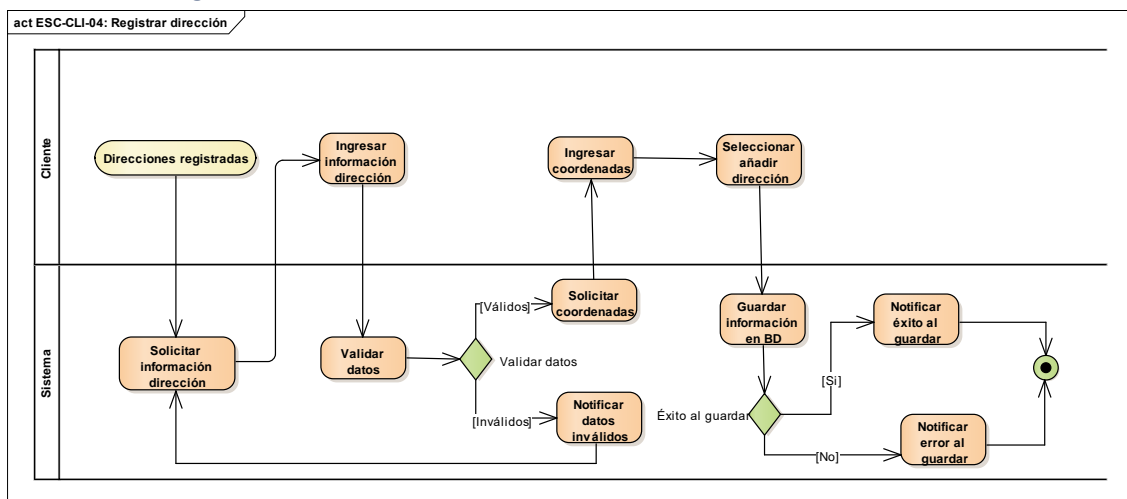 act ESC-CLI-04: Registrar dirección
Cliente
Direcciones registradas
Ingresar
información
dirección
Ingresar
coordenadas
Seleccionar
añadir
dirección
Sistema
Solicitar
información
dirección
Validar
datos
Validar datos
[Válidos]
Solicitar
coordenadas
[Inválidos]
Notificar
datos
inválidos
Guardar
información
en BD
Éxito al guardar
[Si]
Notificar
éxito al
guardar
[No]
Notificar
error al
guardar